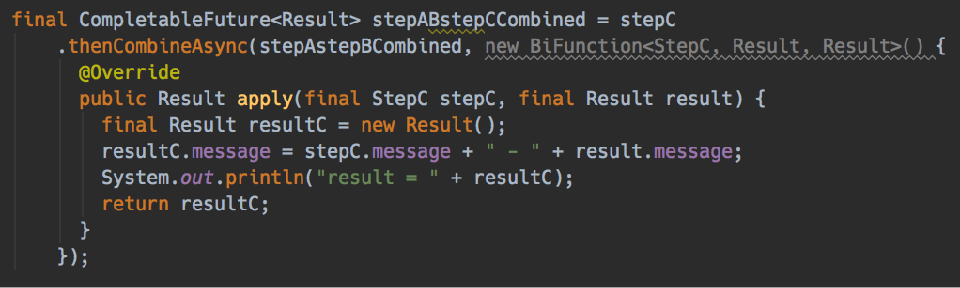 final CompletableFuture<Result> stepABstepCCombined = stepC
.thenCombineAsync(stepAstepBCombined, new BiFunction<StepC, Result, Result>() {
@Override
public Result apply(final StepC stepC, final Result result) {
final Result resultC = new Result();
resultC.message = stepC.message + " - " + result.message;
System.out.println("result = " + resultC);
return resultC;
}
});